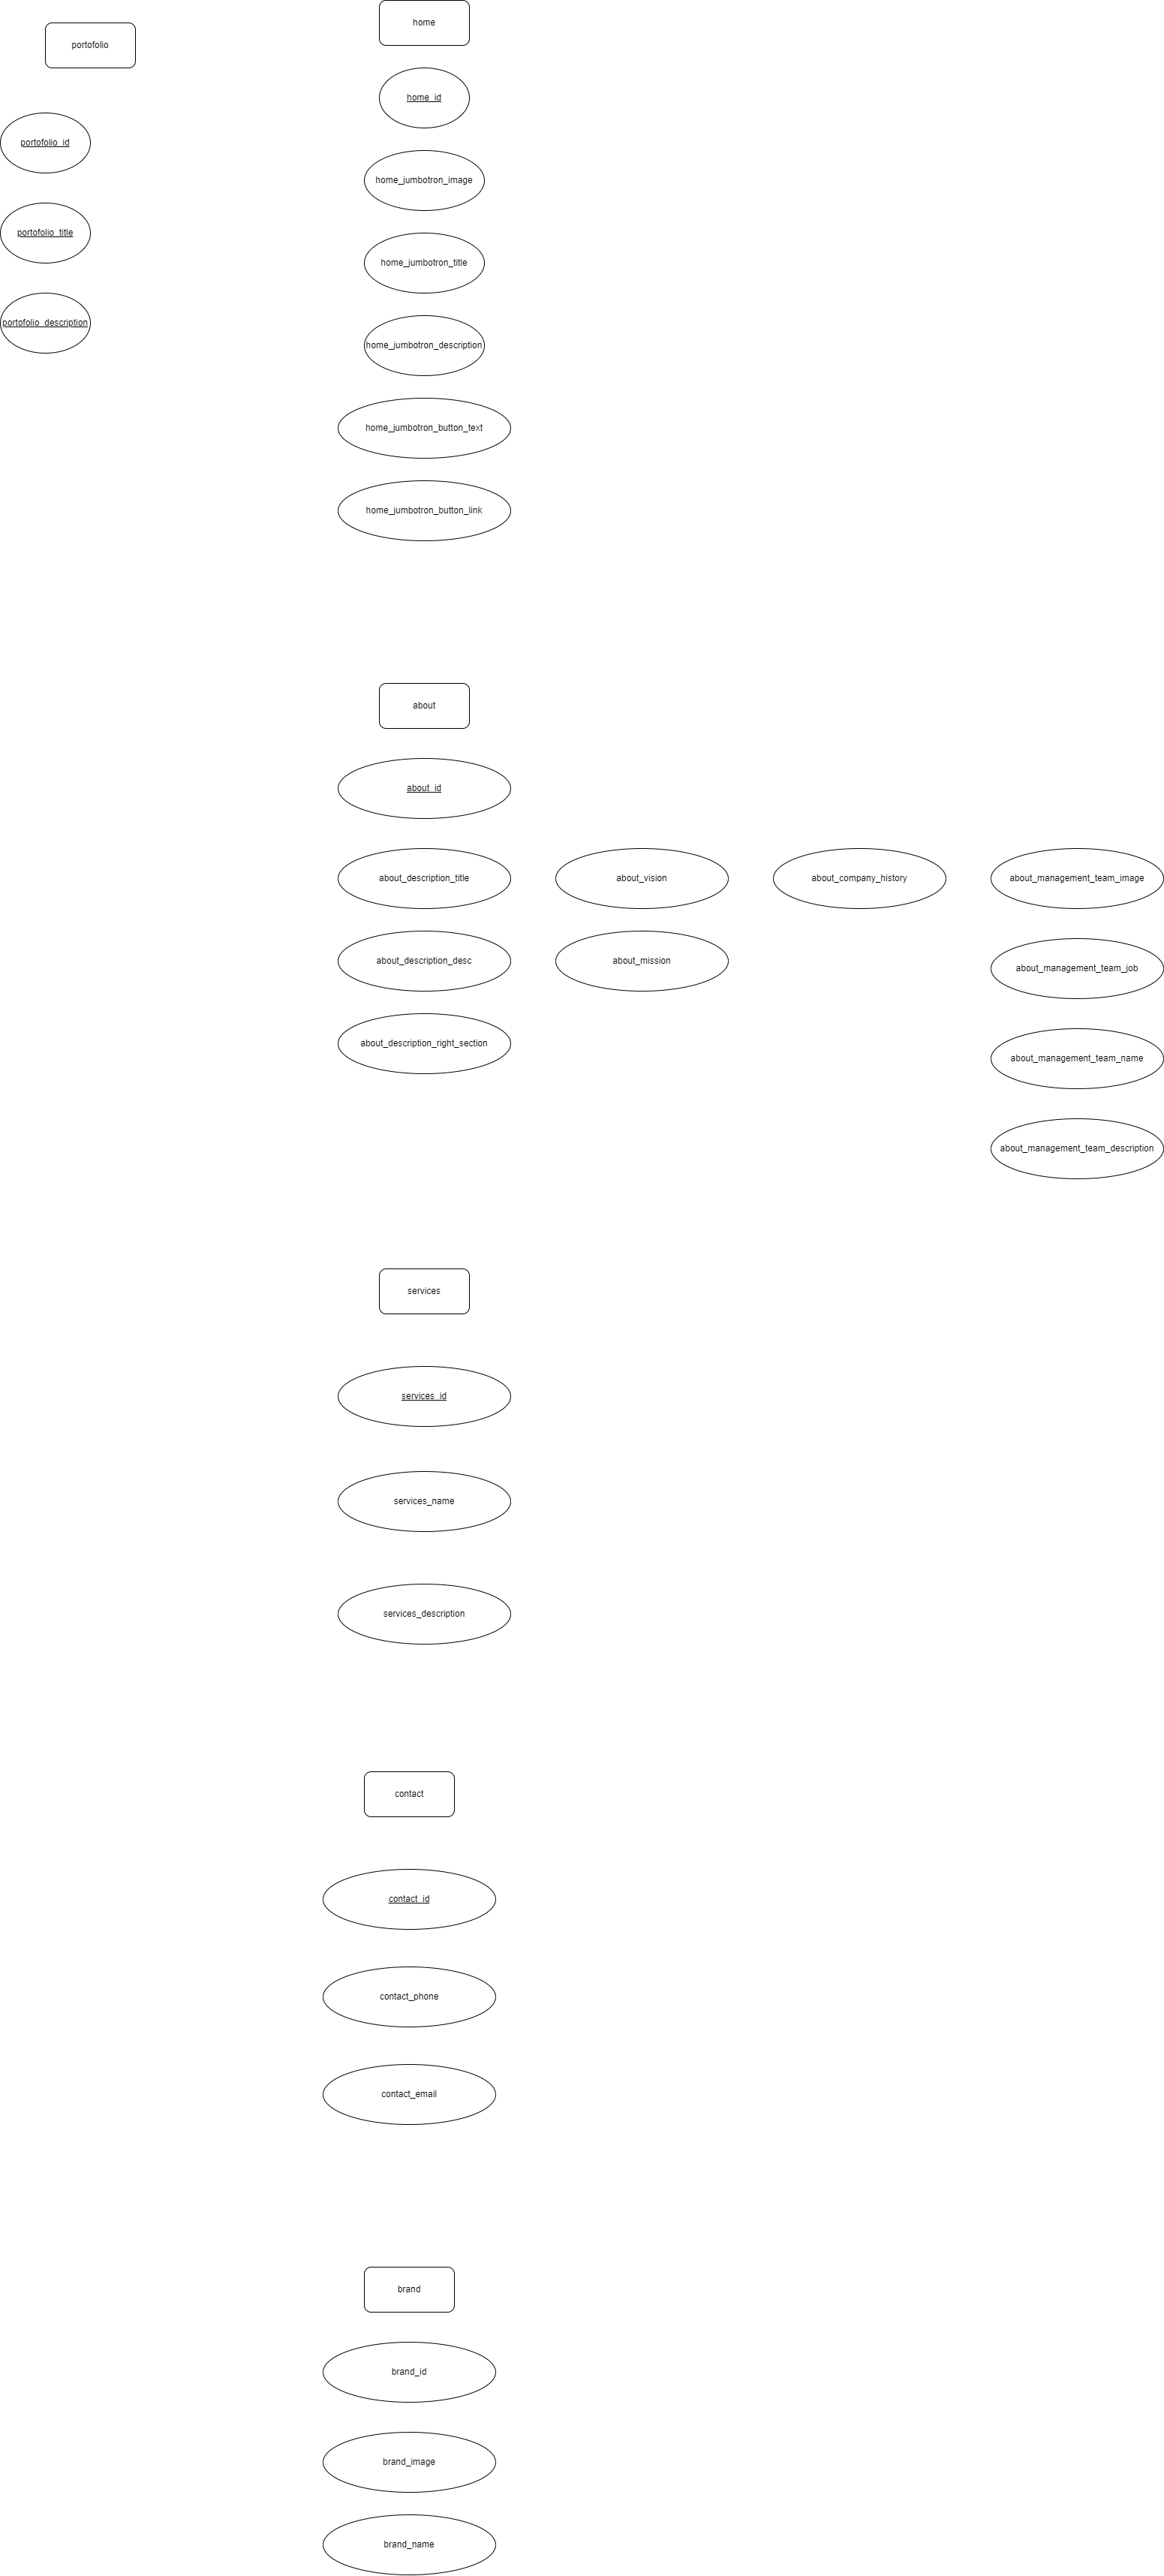 portofolio
portofolio_id
portofolio_title
portofolio_description
home
home_id
home_jumbotron_image
home_jumbotron_title
home_jumbotron_description
home_jumbotron_button_text
home_jumbotron_button_link
about
about_id
about_description_title
about_description_desc
about_description_right_section
about_vision
about_mission
about_company_history
about_management_team_image
about_management_team_job
about_management_team_name
about_management_team_description
services
services_id
services_name
services_description
contact
contact_id
contact_phone
contact_email
brand
brand_id
brand_image
brand_name